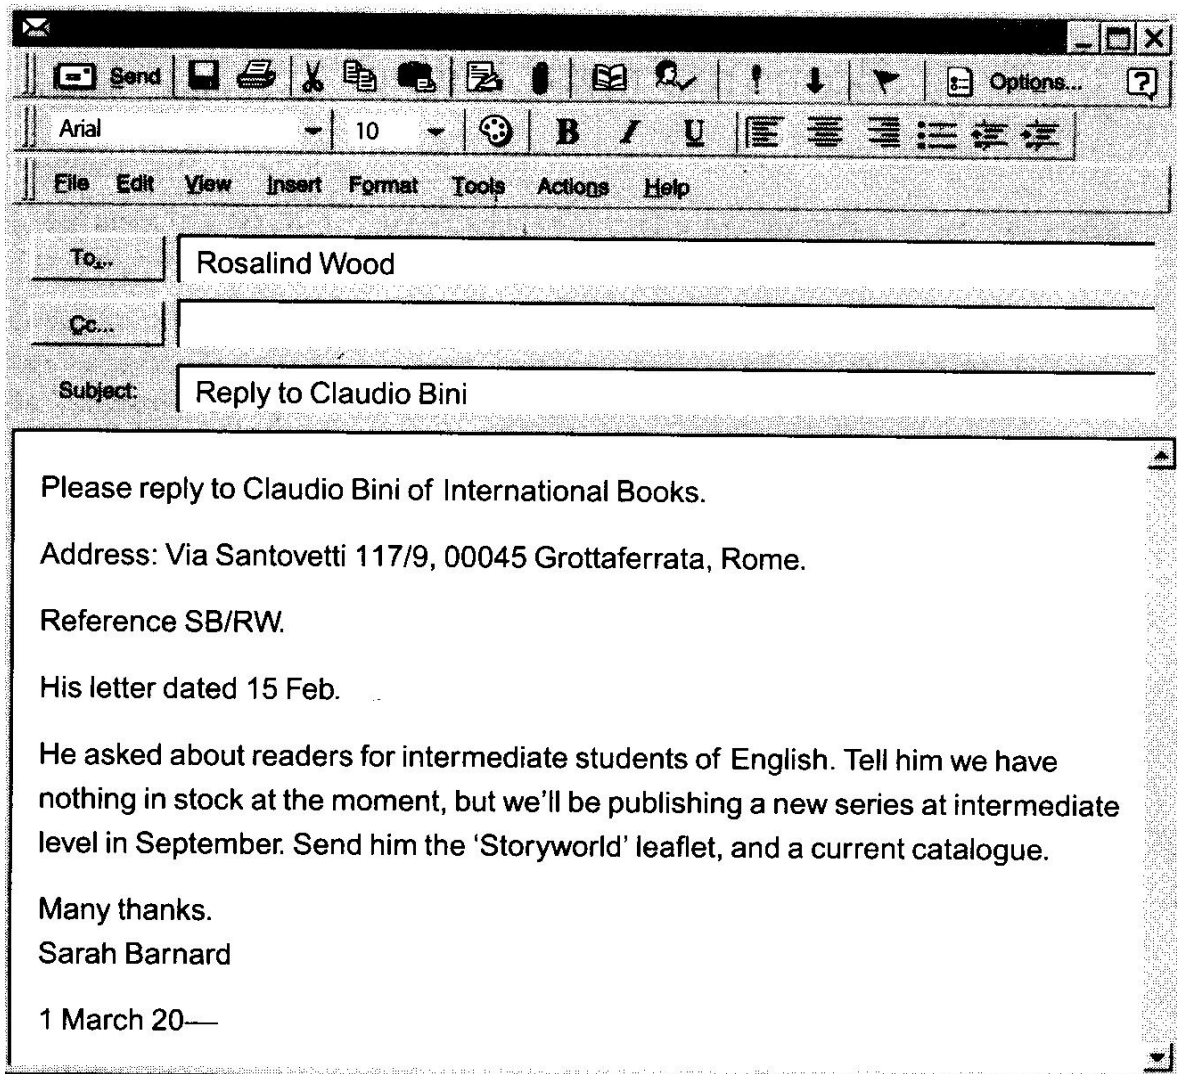 Send Options...
Arial 10 B I U
File Edit View Insert Format Tools Actions Help
To... Rosalind Wood
Cc...
Subject: Reply to Claudio Bini
Please reply to Claudio Bini of International Books.
Address: Via Santovetti 117/9, 00045 Grottaferrata, Rome.
Reference SB/RW.
His letter dated 15 Feb.
He asked about readers for intermediate students of English. Tell him we have
nothing in stock at the moment, but we'll be publishing a new series at intermediate
level in September. Send him the ‘Storyworld’ leaflet, and a current catalogue.
Many thanks.
Sarah Barnard
1 March 20—